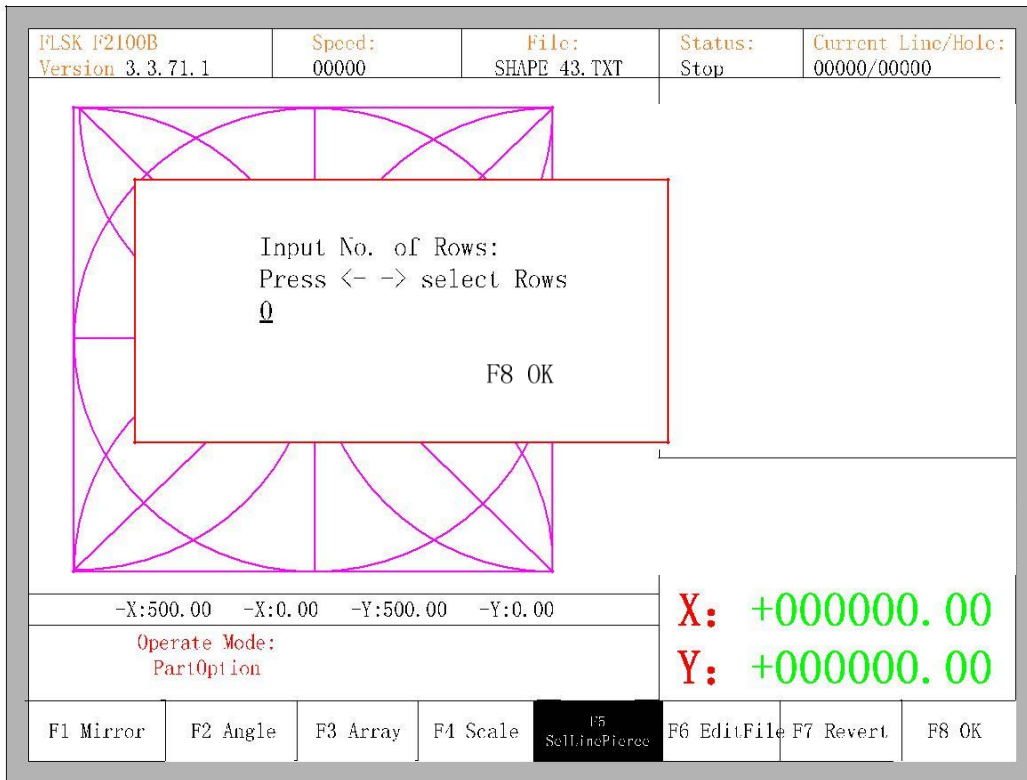 FLSK F2100B
Version 3.3.71.1
Speed:
00000
File:
SHAPE 43.TXT
Status:
Stop
Current Line/Hole:
00000/00000
Input No. of Rows:
Press <- -> select Rows
0
F8 OK
-X:500.00 -X:0.00 -Y:500.00 -Y:0.00
Operate Mode:
PartOption
X: +000000.00
Y: +000000.00
F1 Mirror
F2 Angle
F3 Array
F4 Scale
F5
SelLinePierce
F6 EditFile
F7 Revert
F8 OK